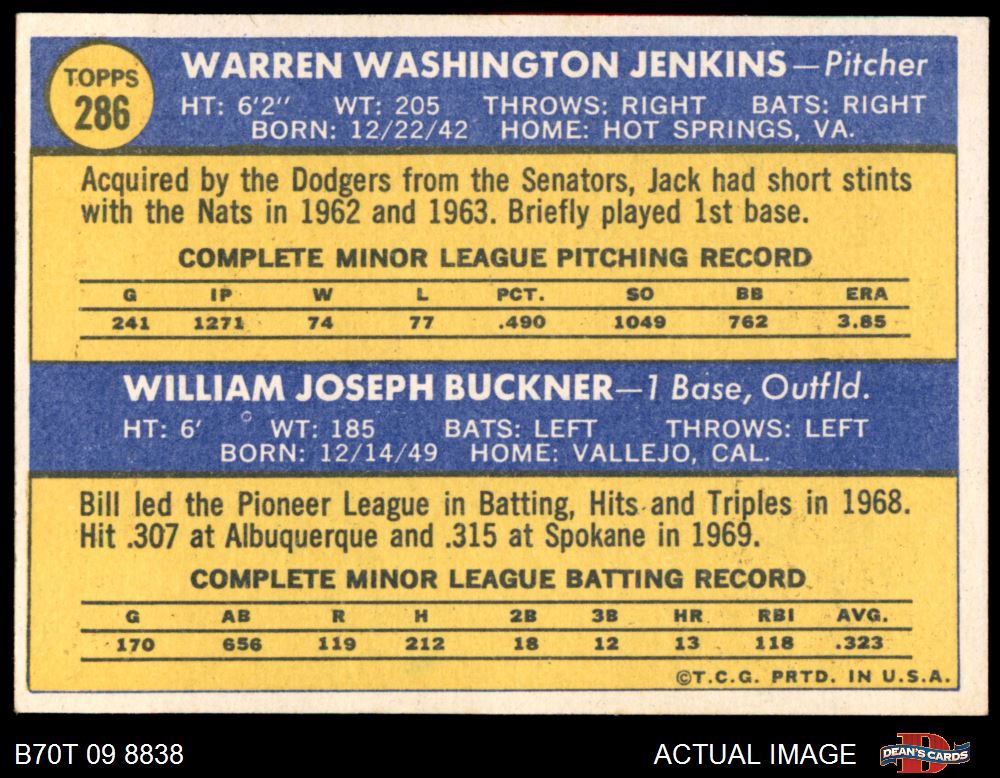 TOPPS
286
WARREN WASHINGTON JENKINS—Pitcher
HT: 6'2" WT: 205 THROWS: RIGHT BATS: RIGHT
BORN: 12/22/42 HOME: HOT SPRINGS, VA.
Acquired by the Dodgers from the Senators, Jack had short stints
with the Nats in 1962 and 1963. Briefly played 1st base.
COMPLETE MINOR LEAGUE PITCHING RECORD
G IP W L PCT. SO BB ERA
241 1271 74 77 .490 1049 762 3.85
WILLIAM JOSEPH BUCKNER—1 Base, Outfld.
HT: 6' WT: 185 BATS: LEFT THROWS: LEFT
BORN: 12/14/49 HOME: VALLEJO, CAL.
Bill led the Pioneer League in Batting, Hits and Triples in 1968.
Hit .307 at Albuquerque and .315 at Spokane in 1969.
COMPLETE MINOR LEAGUE BATTING RECORD
G AB R H 2B 3B HR RBI AVG.
170 656 119 212 18 12 13 118 .323
©T.C.G. PRTD. IN U.S.A.
B70T 09 8838 ACTUAL IMAGE DEAN'S CARDS